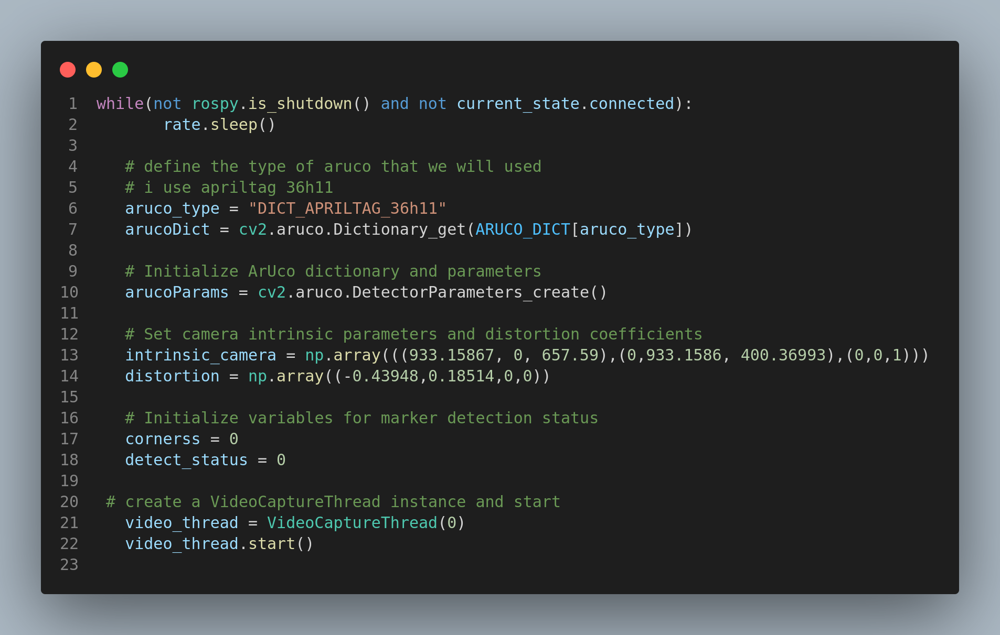 1 while(not rospy.is_shutdown() and not current_state.connected):
2         rate.sleep()
3
4     # define the type of aruco that we will used
5     # i use apriltag 36h11
6     aruco_type = "DICT_APRILTAG_36h11"
7     arucoDict = cv2.aruco.Dictionary_get(ARUCO_DICT[aruco_type])
8
9     # Initialize ArUco dictionary and parameters
10    arucoParams = cv2.aruco.DetectorParameters_create()
11
12    # Set camera intrinsic parameters and distortion coefficients
13    intrinsic_camera = np.array(((933.15867, 0, 657.59),(0,933.1586, 400.36993),(0,0,1)))
14    distortion = np.array((-0.43948,0.18514,0,0))
15
16    # Initialize variables for marker detection status
17    cornerss = 0
18    detect_status = 0
19
20  # create a VideoCaptureThread instance and start
21    video_thread = VideoCaptureThread(0)
22    video_thread.start()
23